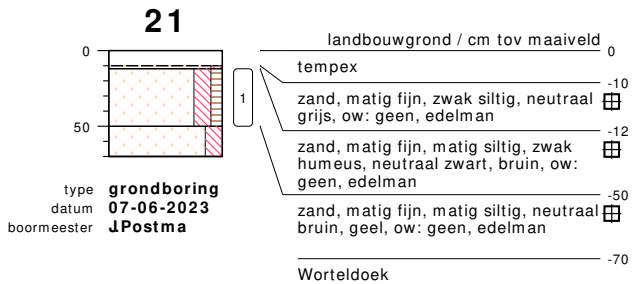 21
landbouwgrond / cm tov maaiveld
0
0
tempex
-10
zand, matig fijn, zwak siltig, neutraal
grijs, ow: geen, edelman
1
-12
50
zand, matig fijn, matig siltig, zwak
humeus, neutraal zwart, bruin, ow:
geen, edelman
-50
type grondboring
datum 07-06-2023
boormeester J.Postma
zand, matig fijn, matig siltig, neutraal
bruin, geel, ow: geen, edelman
-70
Worteldoek